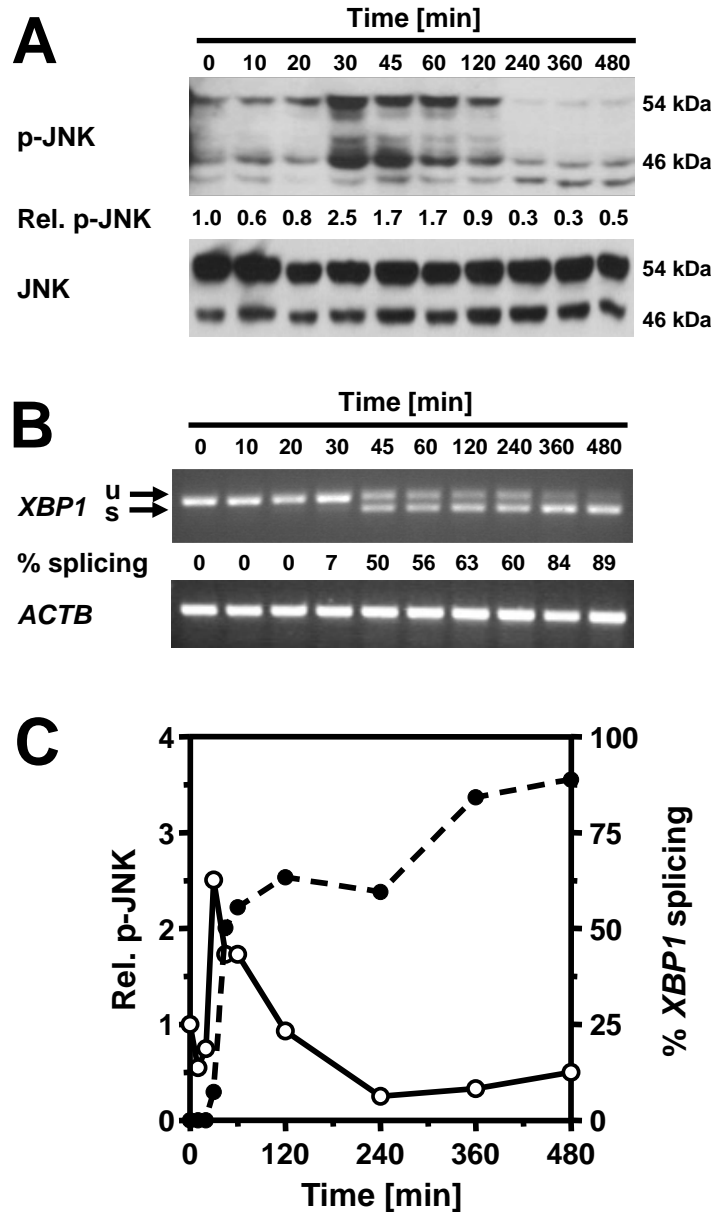 A
Time [min]
0 10 20 30 45 60 120 240 360 480
p-JNK
54 kDa
46 kDa
Rel. p-JNK 1.0 0.6 0.8 2.5 1.7 1.7 0.9 0.3 0.3 0.5
JNK
54 kDa
46 kDa
B
Time [min]
0 10 20 30 45 60 120 240 360 480
XBP1 u
s
% splicing 0 0 0 7 50 56 63 60 84 89
ACTB
C
4
3
2
1
0
Rel. p-JNK
100
75
50
25
0
% XBP1 splicing
0 120 240 360 480
Time [min]